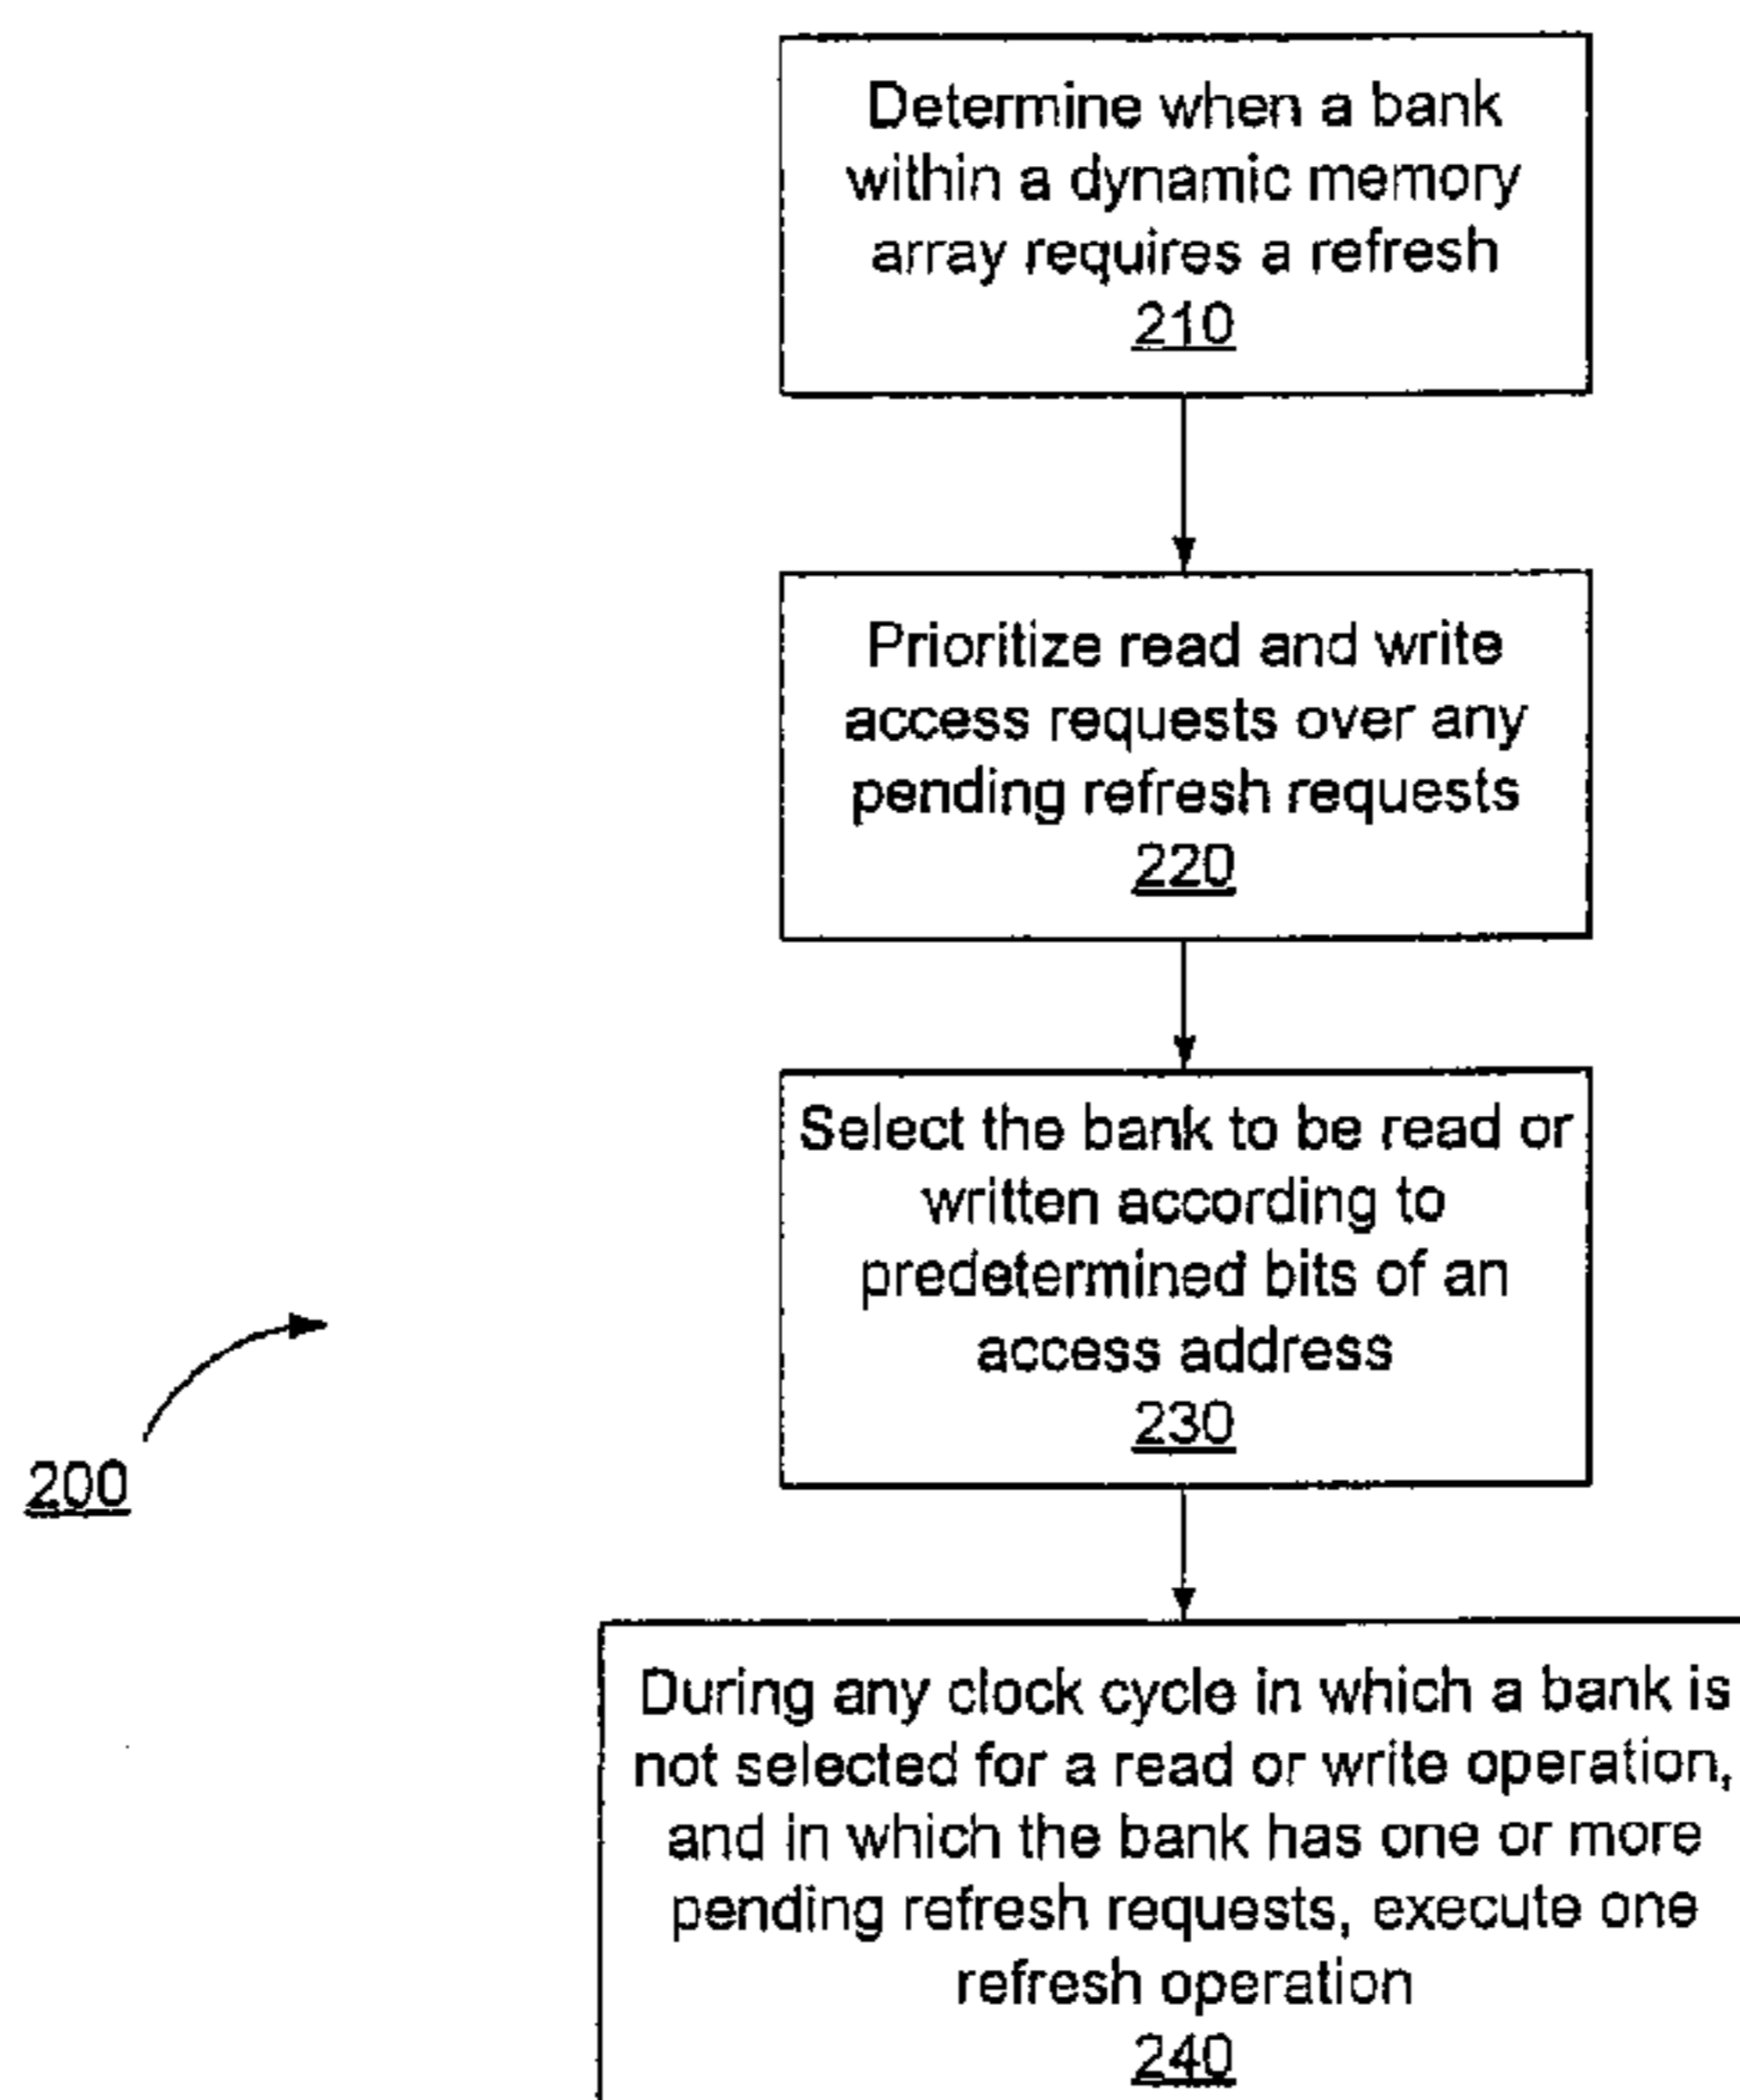 Determine when a bank
within a dynamic memory
array requires a refresh
210
Prioritize read and write
access requests over any
pending refresh requests
220
Select the bank to be read or
written according to
predetermined bits of an
access address
230
200
During any clock cycle in which a bank is
not selected for a read or write operation,
and in which the bank has one or more
pending refresh requests, execute one
refresh operation
240